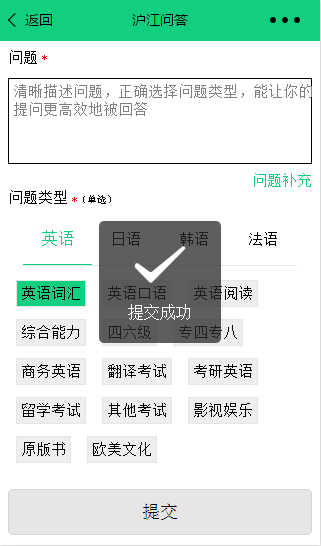 返回 沪江问答
问题 *
清晰描述问题，正确选择问题类型，能让你的
提问更高效地被回答
问题补充
问题类型 *（单选）
英语 日语 韩语 法语
英语词汇 英语口语 英语阅读
提交成功
综合能力 四六级 专四专八
商务英语 翻译考试 考研英语
留学考试 其他考试 影视娱乐
原版书 欧美文化
提交